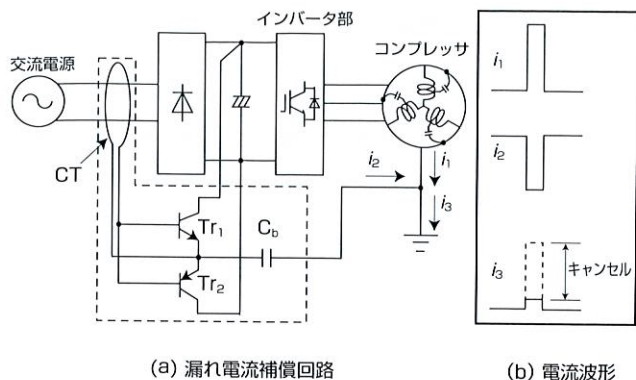 インバータ部
コンプレッサ
交流電源
CT
Tr₁
Tr₂
C_b
i₂
i₁
i₃
(a) 漏れ電流補償回路
i₁
i₂
i₃
キャンセル
(b) 電流波形